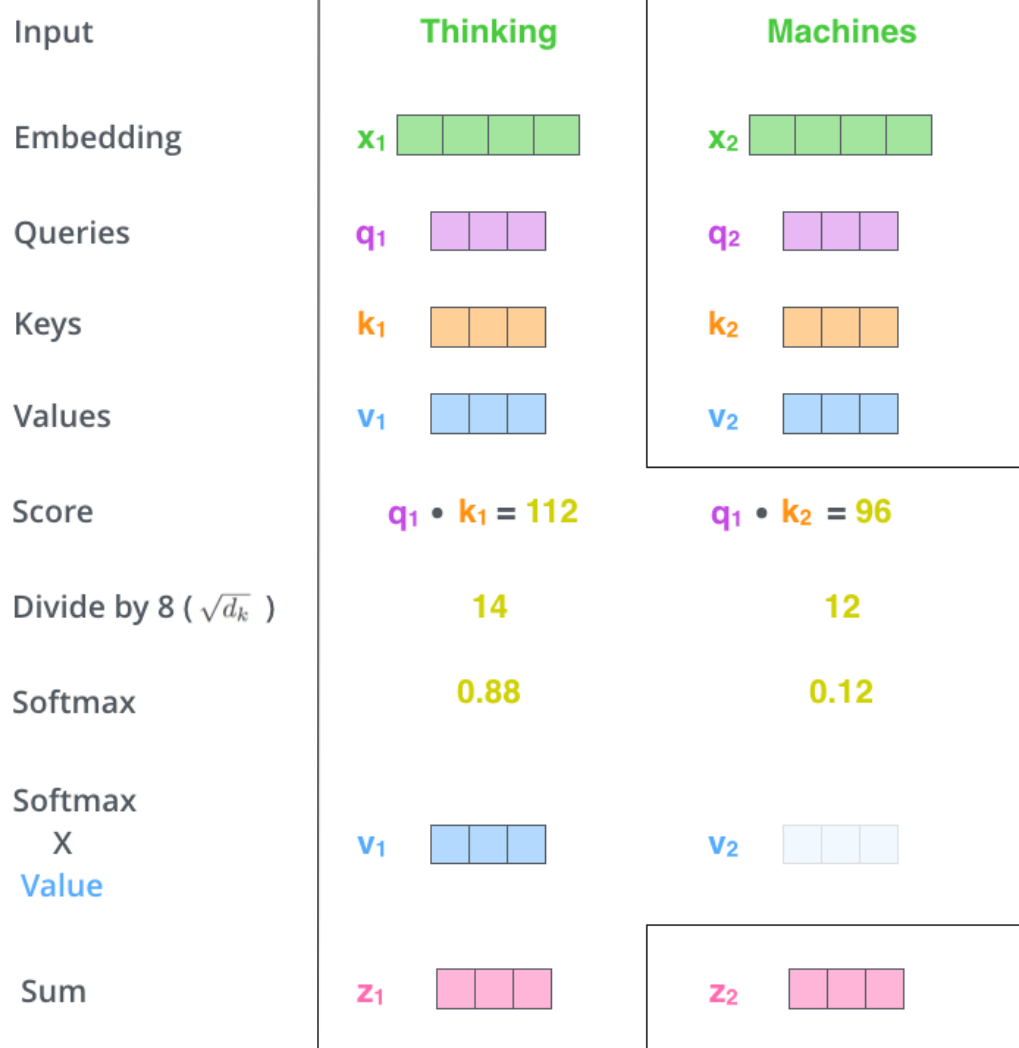 Input Thinking Machines
Embedding x₁ x₂
Queries q₁ q₂
Keys k₁ k₂
Values v₁ v₂
Score q₁ • k₁ = 112 q₁ • k₂ = 96
Divide by 8 ( √dₖ ) 14 12
Softmax 0.88 0.12
Softmax
X v₁ v₂
Value
Sum z₁ z₂